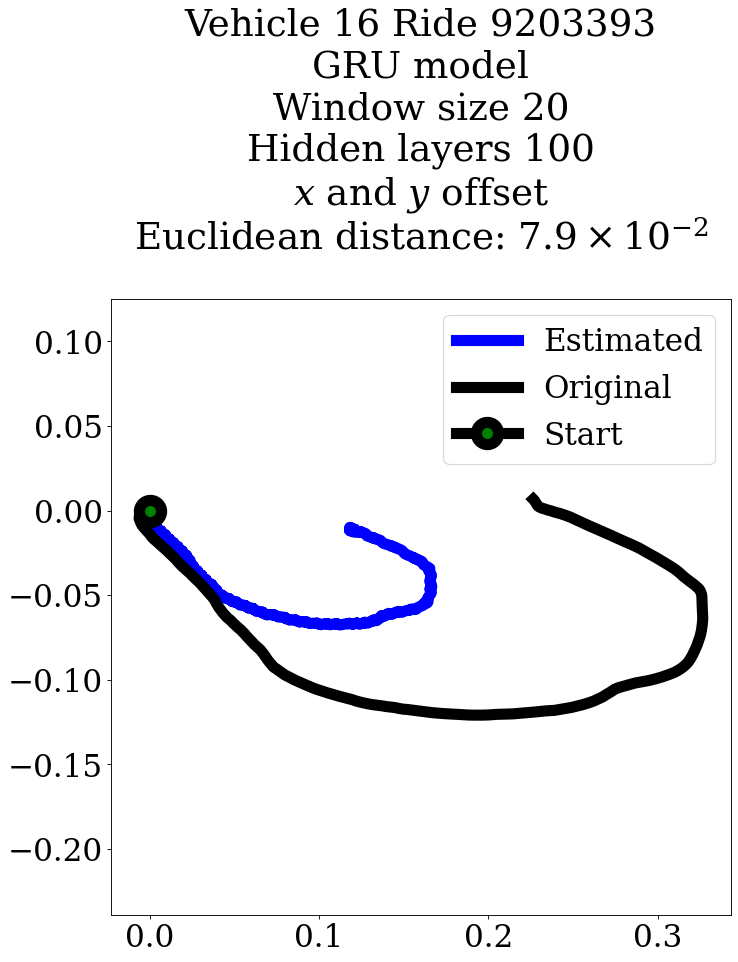 Vehicle 16 Ride 9203393
GRU model
Window size 20
Hidden layers 100
x and y offset
Euclidean distance: 7.9 × 10⁻²
Estimated
Original
Start
0.10
0.05
0.00
−0.05
−0.10
−0.15
−0.20
0.0 0.1 0.2 0.3